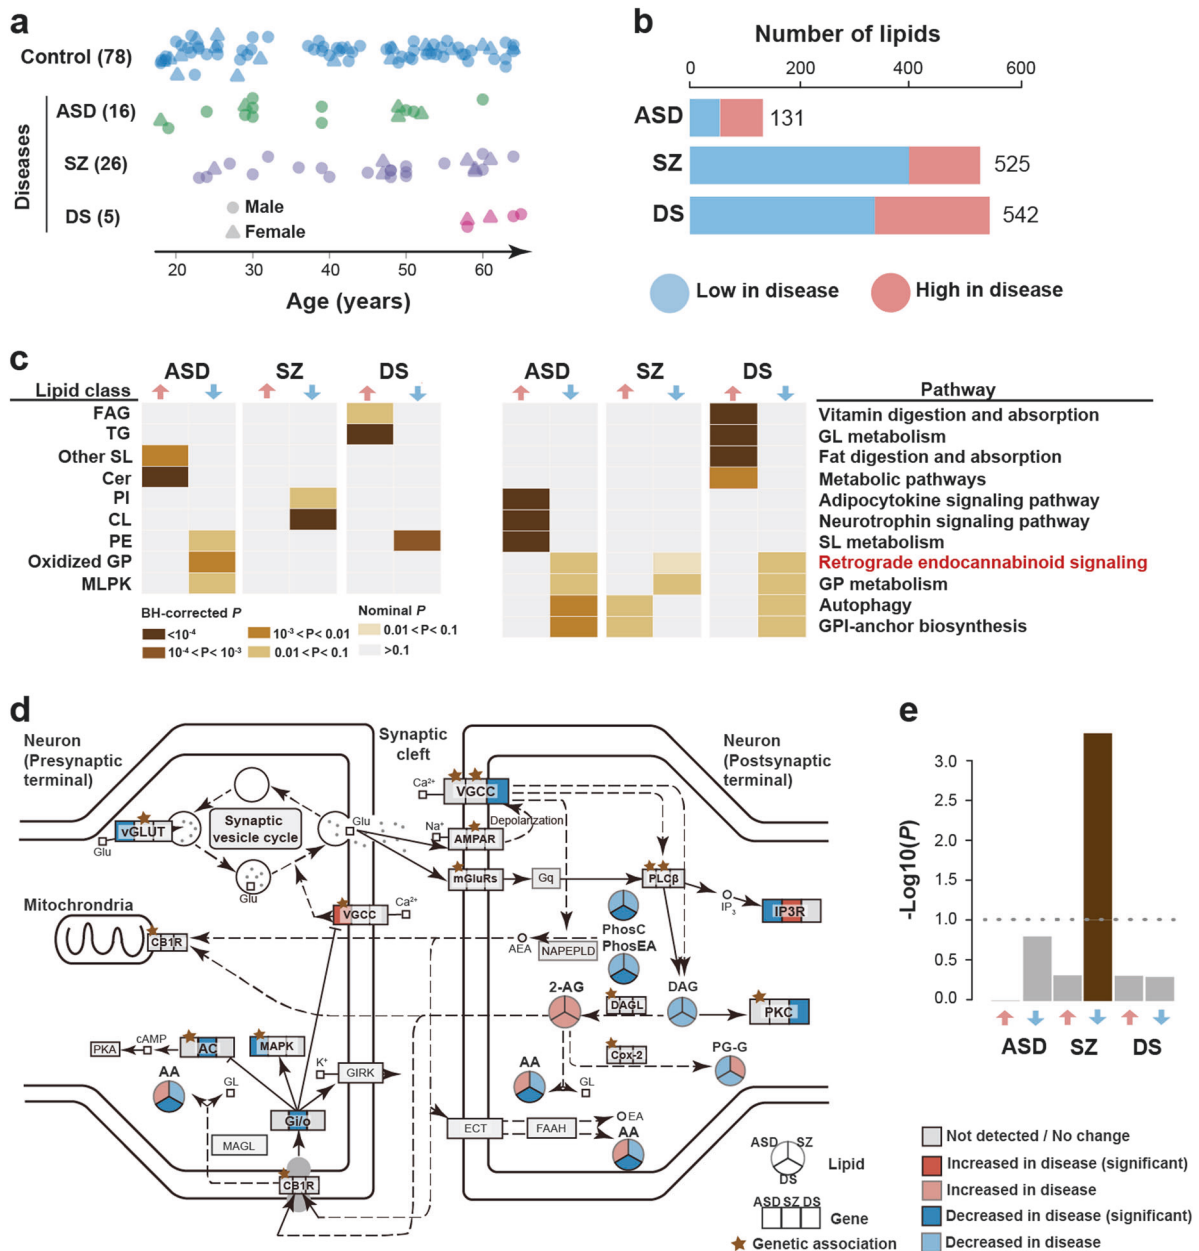 a
Control (78)
ASD (16)
SZ (26)
DS (5)
Diseases
Male
Female
20 30 40 50 60
Age (years)
b
Number of lipids
0 200 400 600
ASD 131
SZ 525
DS 542
Low in disease High in disease
c
ASD SZ DS
Lipid class
FAG
TG
Other SL
Cer
PI
CL
PE
Oxidized GP
MLPK
BH-corrected P
<10-4
10-4 < P< 10-3
10-3 < P< 0.01
0.01 < P< 0.1
Nominal P
0.01 < P< 0.1
>0.1
ASD SZ DS
Pathway
Vitamin digestion and absorption
GL metabolism
Fat digestion and absorption
Metabolic pathways
Adipocytokine signaling pathway
Neurotrophin signaling pathway
SL metabolism
Retrograde endocannabinoid signaling
GP metabolism
Autophagy
GPI-anchor biosynthesis
d
Neuron
(Presynaptic
terminal)
Synaptic
cleft
Neuron
(Postsynaptic
terminal)
Ca2+
VGCC
Depolarization
Na+
AMPAR
vGLUT
Glu
Synaptic
vesicle cycle
Glu
Glu
mGluRs
Gq
PLCβ
IP3
IP3R
Mitochrondria
CB1R
VGCC
Ca2+
AEA
NAPEPLD
PhosC
PhosEA
2-AG
DAGL
DAG
PKC
Cox-2
PG-G
AA
GL
PKA
cAMP
AC
MAPK
K+
GIRK
AA
GL
Gi/o
MAGL
CB1R
ECT
FAAH
EA
AA
ASD SZ
DS
Lipid
ASD SZ DS
Gene
Genetic association
e
-Log10(P)
3.0
2.5
2.0
1.5
1.0
0.5
0.0
ASD SZ DS
Not detected / No change
Increased in disease (significant)
Increased in disease
Decreased in disease (significant)
Decreased in disease